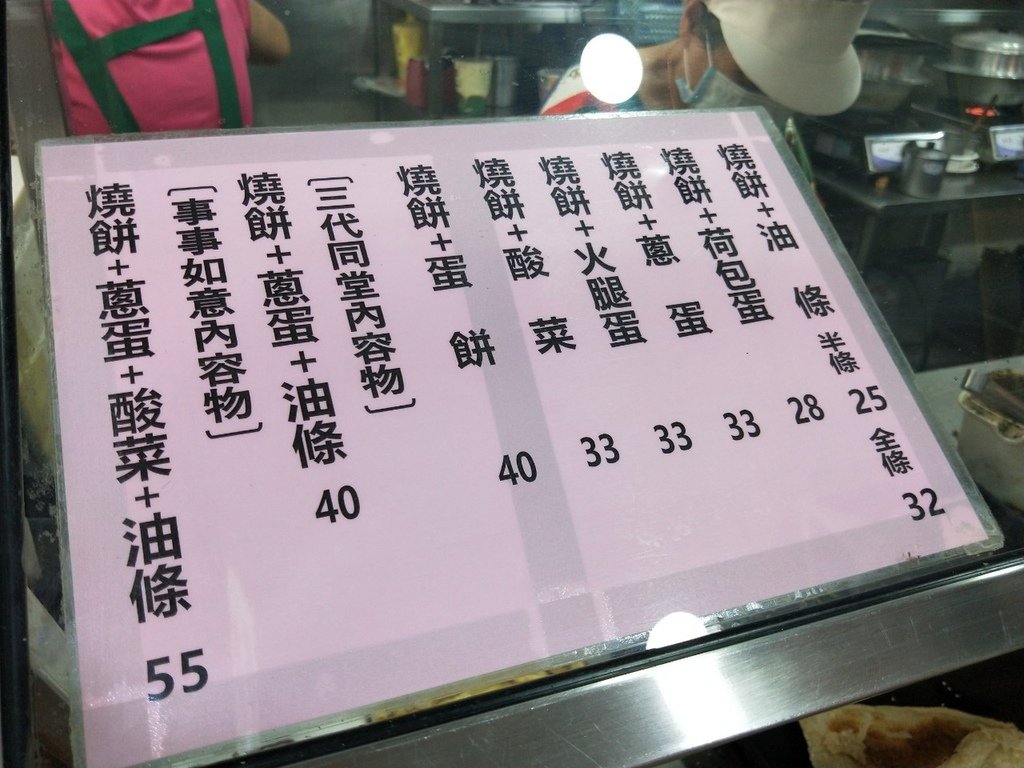 燒餅+油條 半條 25 全條 32
燒餅+荷包蛋 28
燒餅+蔥蛋 33
燒餅+火腿蛋 33
燒餅+酸菜 33
燒餅+蛋餅 40
〔三代同堂內容物〕
燒餅+蔥蛋+油條 40
〔事事如意內容物〕
燒餅+蔥蛋+酸菜+油條 55